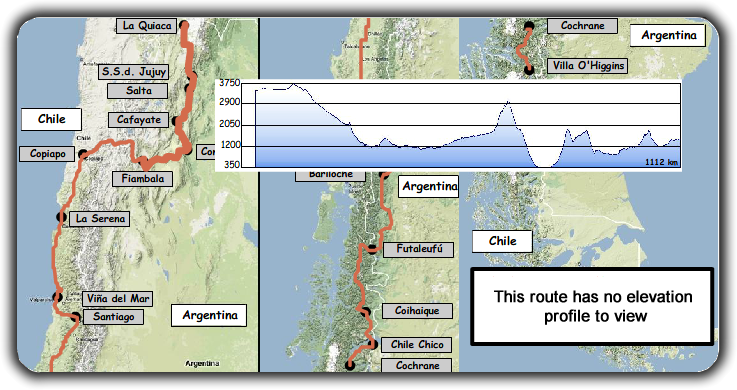 La Quiaca
S.S.d. Jujuy
Salta
Chile
Cafayate
Copiapo
Fiambala
La Serena
Viña del Mar
Santiago
Argentina
Argentina
3750
2900
2050
1200
350
1112 km
Bariloche
Argentina
Futaleufú
Coihaique
Chile Chico
Cochrane
Cochrane
Argentina
Villa O'Higgins
Chile
This route has no elevation
profile to view